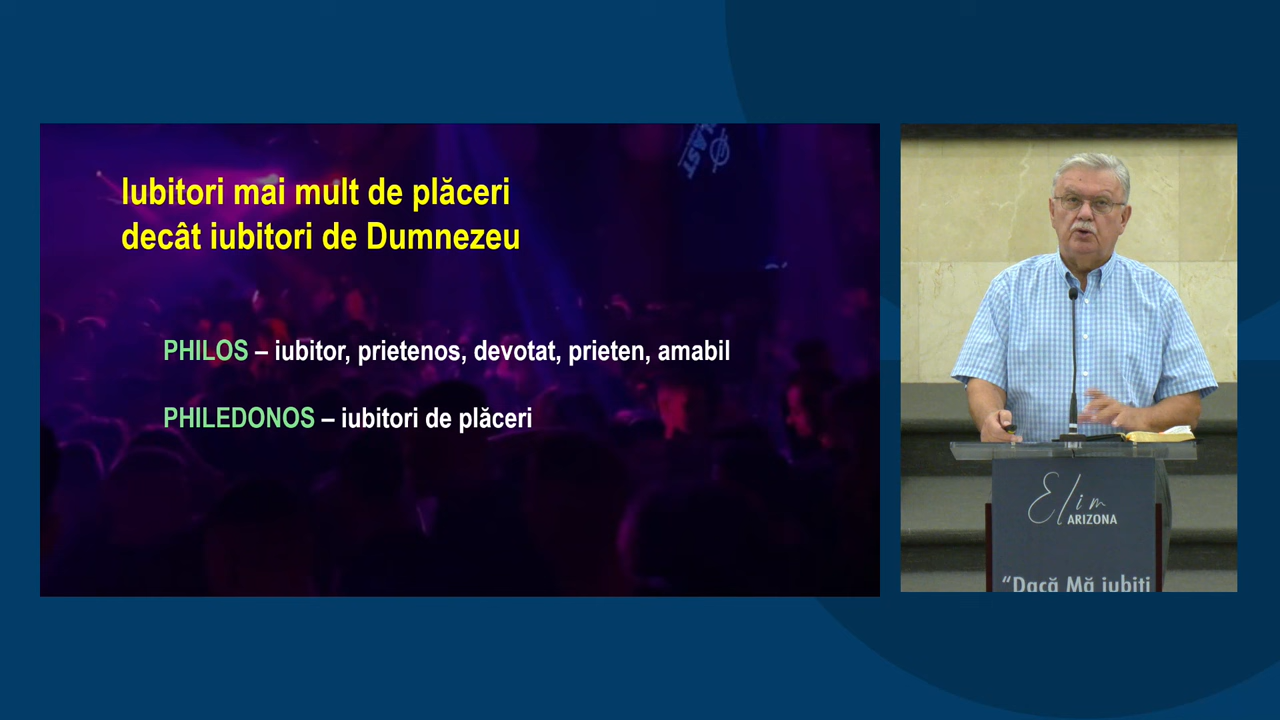 Iubitori mai mult de plăceri
decât iubitori de Dumnezeu
PHILOS – iubitor, prietenos, devotat, prieten, amabil
PHILEDONOS – iubitori de plăceri
Elim
ARIZONA
“Dacă Mă iubiți